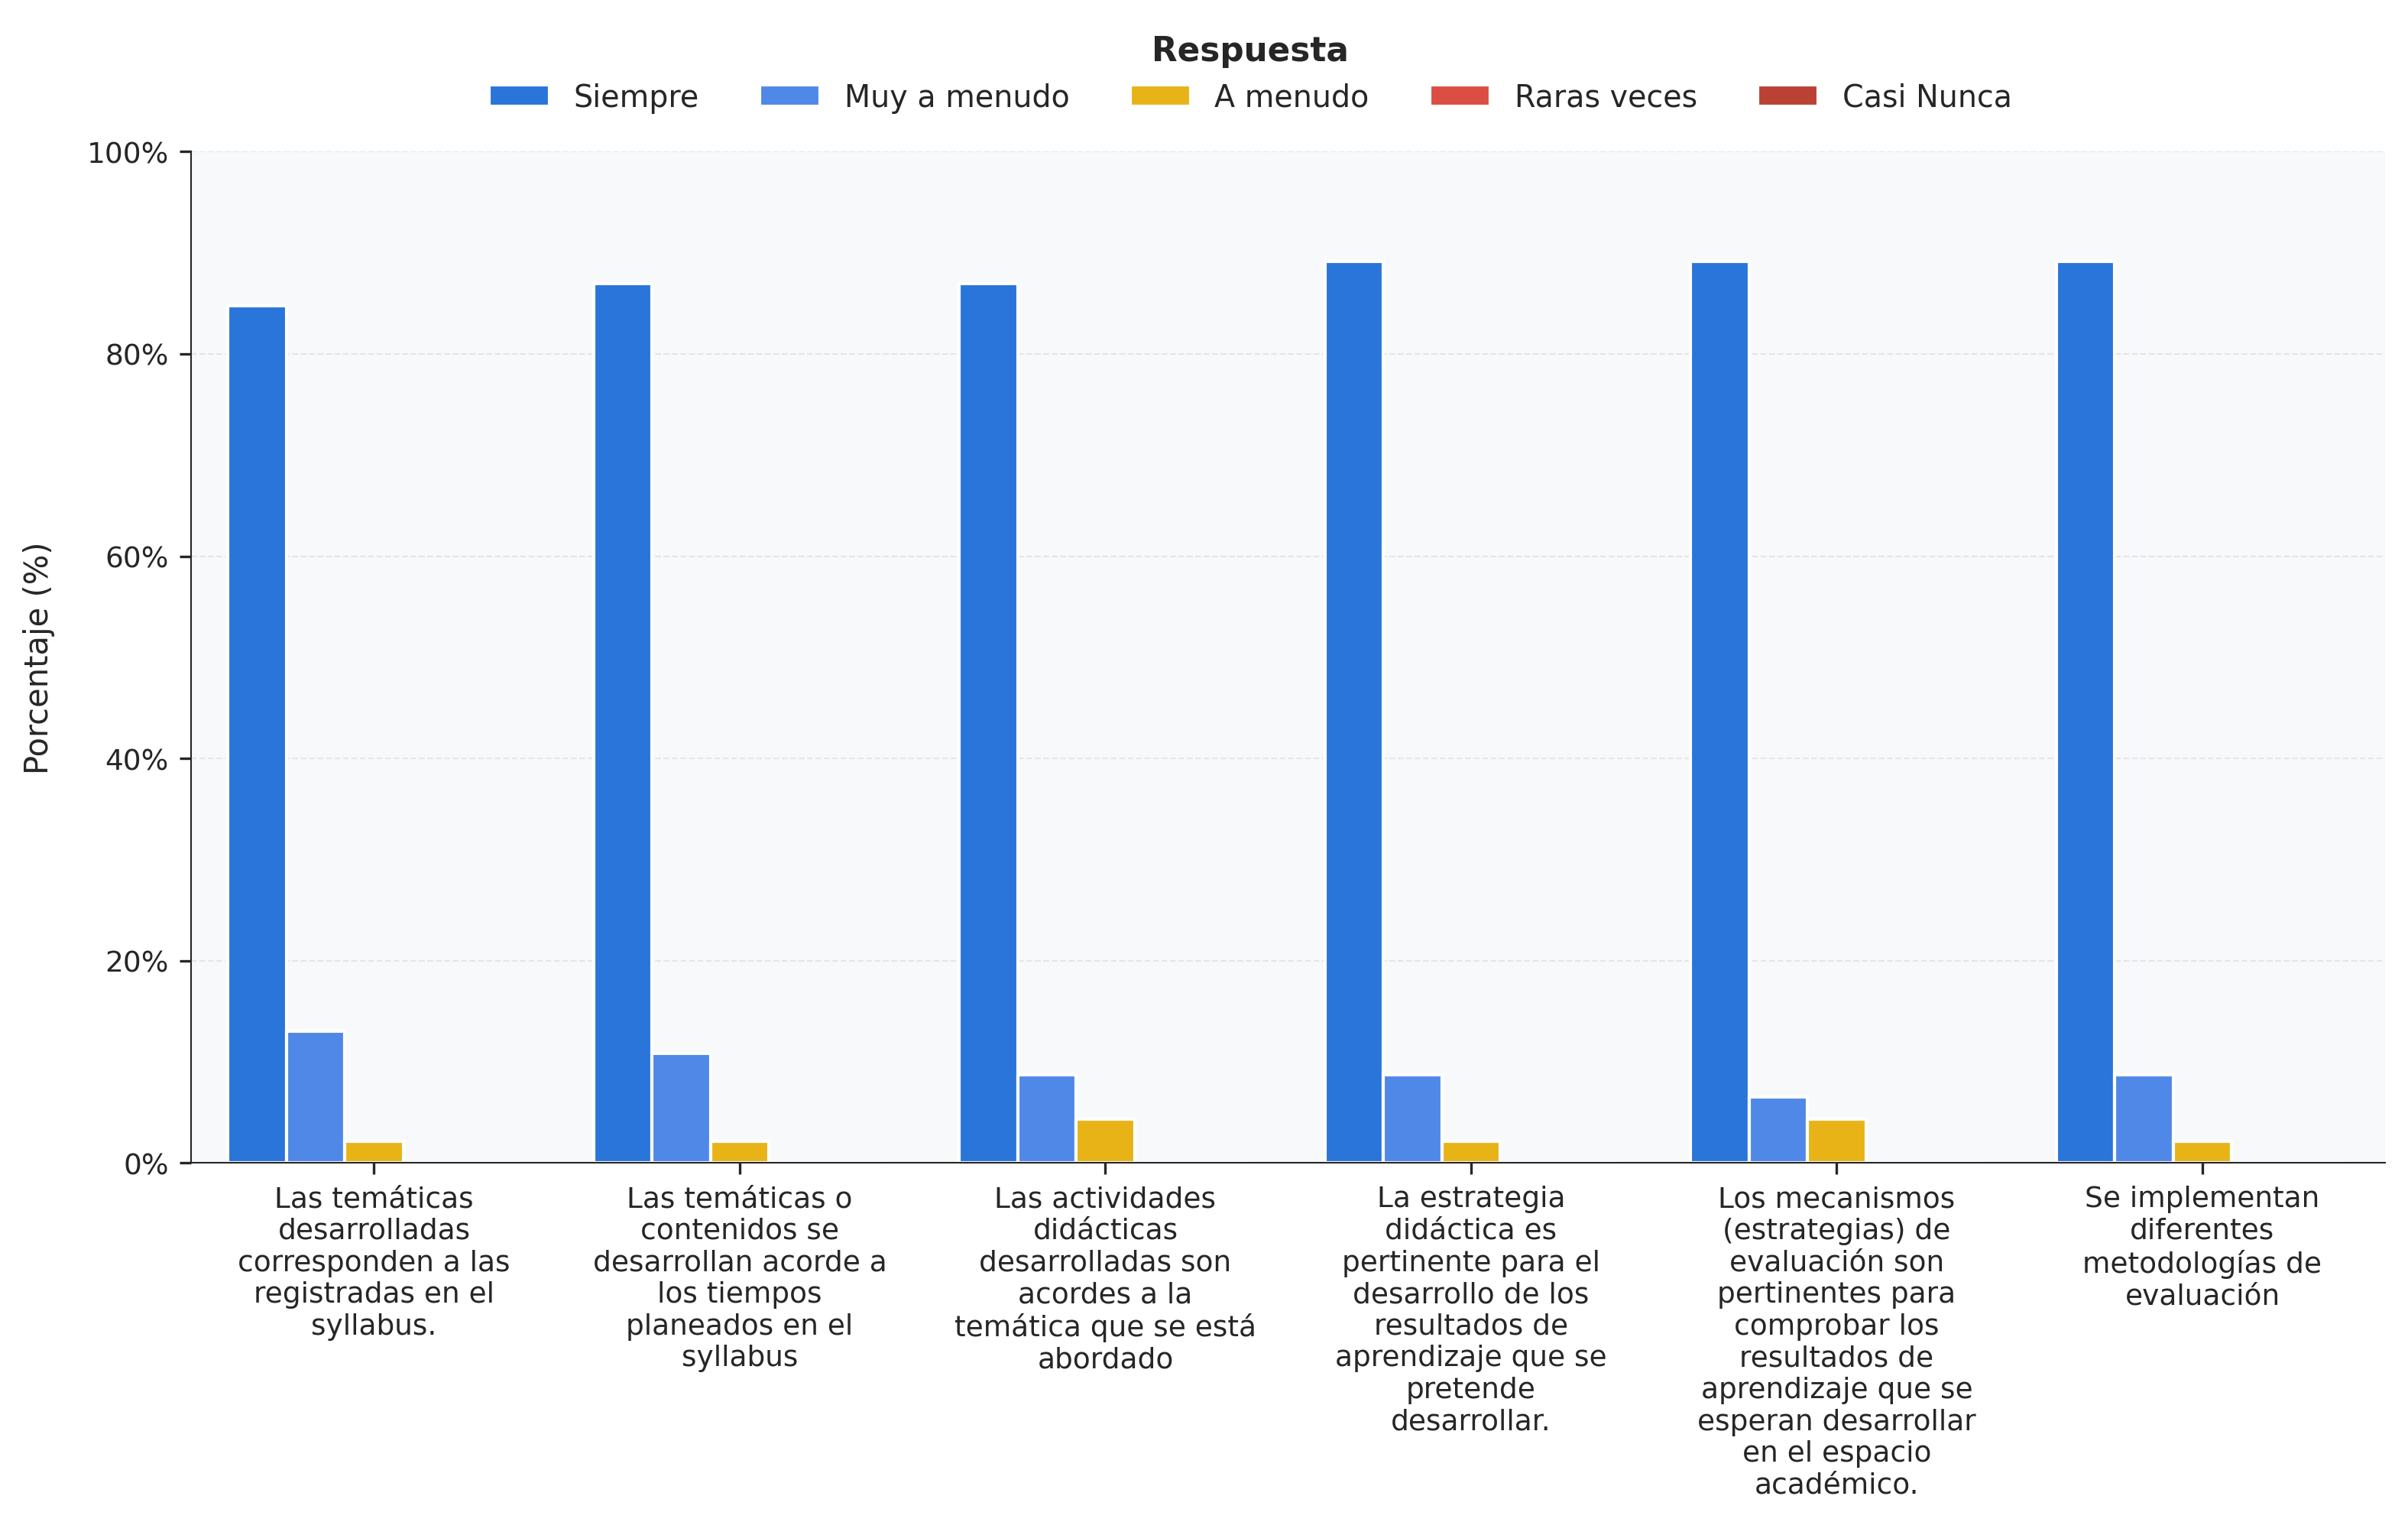 Respuesta
Siempre Muy a menudo A menudo Raras veces Casi Nunca
Porcentaje (%)
100%
80%
60%
40%
20%
0%
Las temáticas
desarrolladas
corresponden a las
registradas en el
syllabus.
Las temáticas o
contenidos se
desarrollan acorde a
los tiempos
planeados en el
syllabus
Las actividades
didácticas
desarrolladas son
acordes a la
temática que se está
abordado
La estrategia
didáctica es
pertinente para el
desarrollo de los
resultados de
aprendizaje que se
pretende
desarrollar.
Los mecanismos
(estrategias) de
evaluación son
pertinentes para
comprobar los
resultados de
aprendizaje que se
esperan desarrollar
en el espacio
académico.
Se implementan
diferentes
metodologías de
evaluación